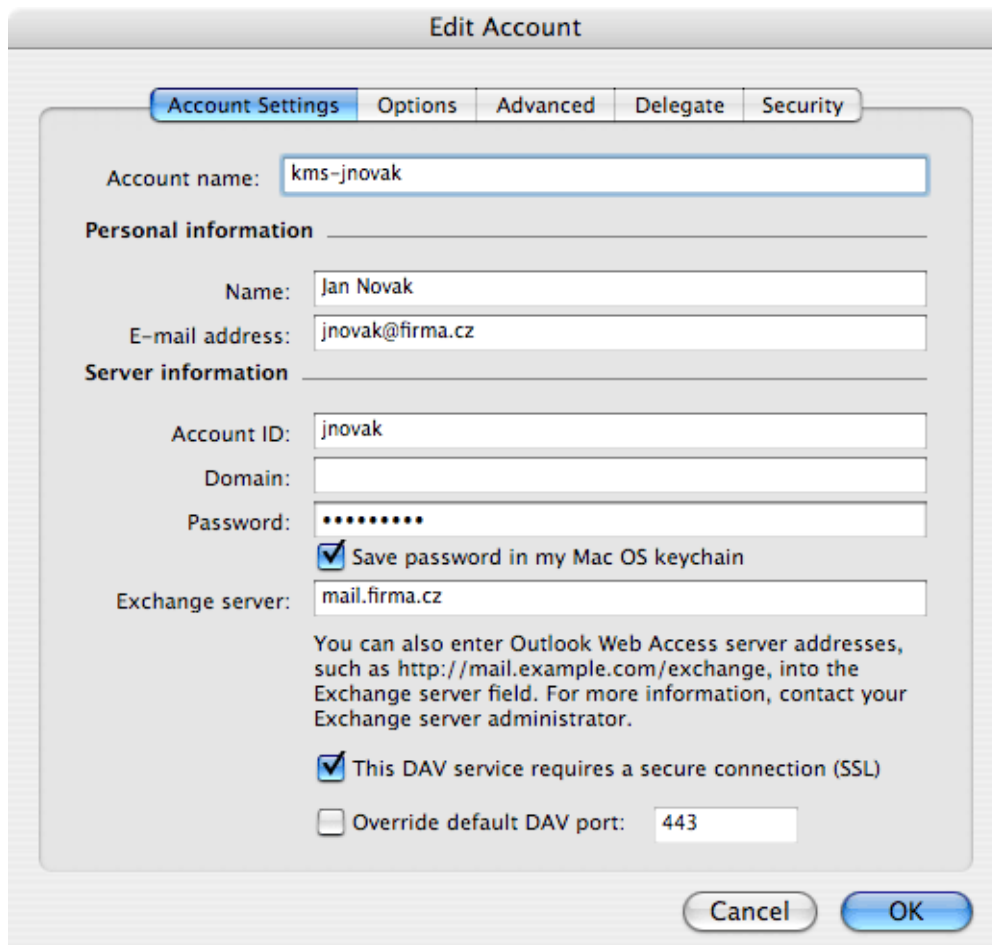 Edit Account
Account Settings Options Advanced Delegate Security
Account name: kms-jnovak
Personal information
Name: Jan Novak
E-mail address: jnovak@firma.cz
Server information
Account ID: jnovak
Domain:
Password: •••••••••
Save password in my Mac OS keychain
Exchange server: mail.firma.cz
You can also enter Outlook Web Access server addresses,
such as http://mail.example.com/exchange, into the
Exchange server field. For more information, contact your
Exchange server administrator.
This DAV service requires a secure connection (SSL)
Override default DAV port: 443
Cancel OK